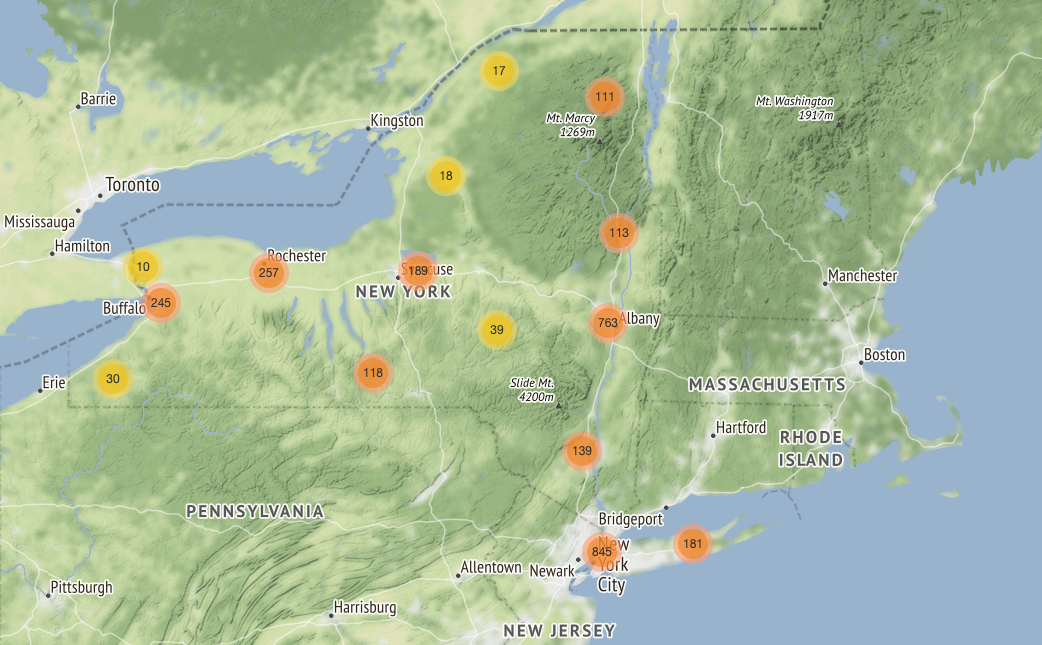 17
111
Barrie
Mt. Washington
1917m
Kingston
Mt. Marcy
1269m
18
Toronto
Mississauga
113
Hamilton
Rochester
10
257
189
Manchester
NEW YORK
Buffalo
245
763
Albany
39
Boston
118
30
Erie
Slide Mt.
4200m
MASSACHUSETTS
Hartford
RHODE
ISLAND
139
PENNSYLVANIA
Bridgeport
181
845
New
York
City
Newark
Allentown
Pittsburgh
Harrisburg
NEW JERSEY